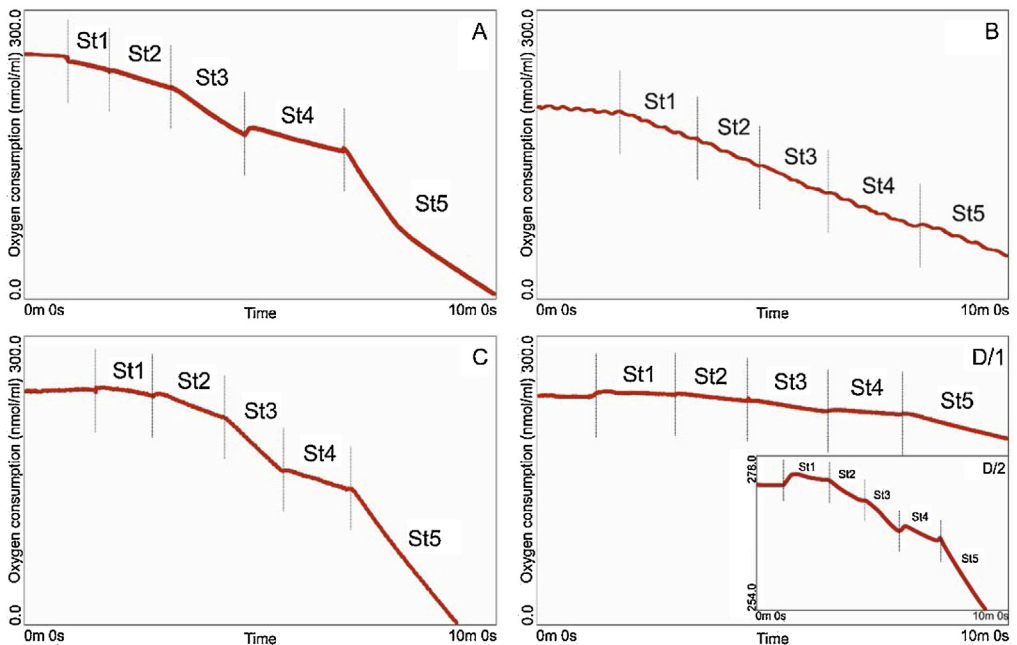 A
Oxygen consumption (nmol/ml)
300.0
0.0
St1
St2
St3
St4
St5
0m 0s
Time
10m 0s
B
Oxygen consumption (nmol/ml)
300.0
0.0
St1
St2
St3
St4
St5
0m 0s
Time
10m 0s
C
Oxygen consumption (nmol/ml)
300.0
0.0
St1
St2
St3
St4
St5
0m 0s
Time
10m 0s
D/1
Oxygen consumption (nmol/ml)
300.0
0.0
St1
St2
St3
St4
St5
D/2
278.0
254.0
St1
St2
St3
St4
St5
0m 0s
10m 0s
0m 0s
Time
10m 0s